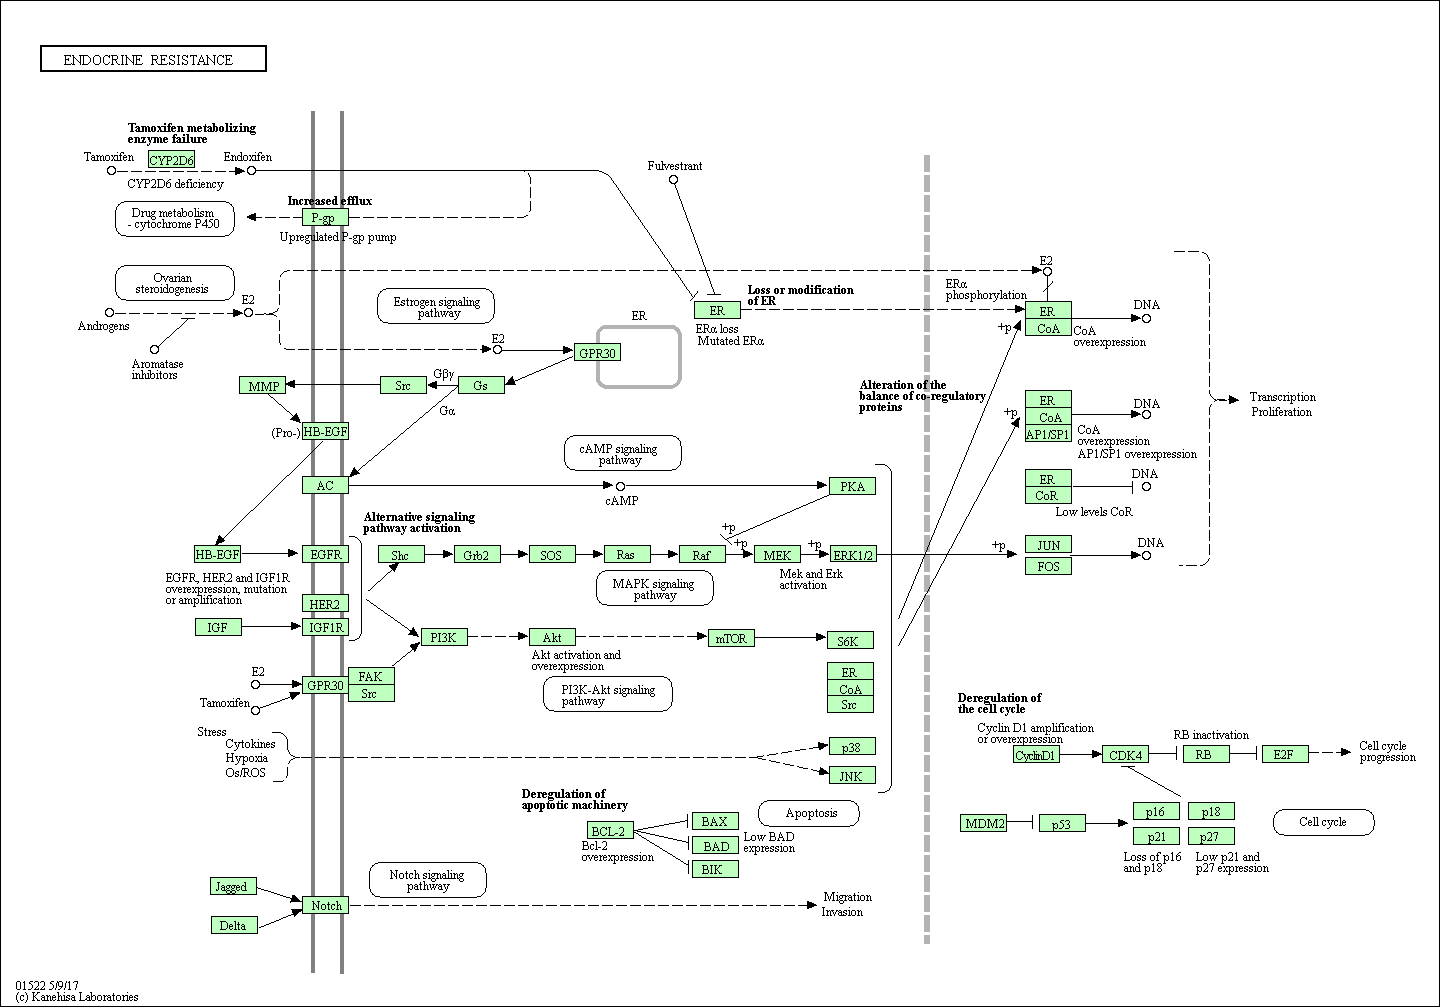 ENDOCRINE RESISTANCE
Tamoxifen metabolizing
enzyme failure
Tamoxifen
CYP2D6
Endoxifen
CYP2D6 deficiency
Fulvestrant
Increased efflux
Drug metabolism
- cytochrome P450
P-gp
Upregulated P-gp pump
Ovarian
steroidogenesis
E2
Androgens
Aromatase
inhibitors
Estrogen signaling
pathway
E2
ER
GPR30
ER
Loss or modification
of ER
ERα loss
Mutated ERα
E2
ERα
phosphorylation
ER
CoA
+p
CoA
overexpression
DNA
MMP
Src
Gβγ
Gs
Gα
Alteration of the
balance of co-regulatory
proteins
+p
ER
CoA
AP1/SP1
DNA
CoA
overexpression
AP1/SP1 overexpression
Transcription
Proliferation
(Pro-)
HB-EGF
cAMP signaling
pathway
AC
cAMP
PKA
ER
CoR
DNA
Low levels CoR
Alternative signaling
pathway activation
+p
+p
+p
+p
HB-EGF
EGFR
Shc
Grb2
SOS
Ras
Raf
MEK
ERK1/2
JUN
FOS
DNA
EGFR, HER2 and IGF1R
overexpression, mutation
or amplification
MAPK signaling
pathway
Mek and Erk
activation
HER2
IGF
IGF1R
PI3K
Akt
mTOR
S6K
Akt activation and
overexpression
E2
Tamoxifen
GPR30
FAK
Src
PI3K-Akt signaling
pathway
ER
CoA
Src
Stress
Cytokines
Hypoxia
Os/ROS
p38
JNK
Deregulation of
the cell cycle
Cyclin D1 amplification
or overexpression
RB inactivation
CyclinD1
CDK4
RB
E2F
Cell cycle
progression
Deregulation of
apoptotic machinery
BCL-2
Bcl-2
overexpression
BAX
BAD
BIK
Low BAD
expression
Apoptosis
MDM2
p53
p16
p18
p21
p27
Loss of p16
and p18
Low p21 and
p27 expression
Cell cycle
Notch signaling
pathway
Jagged
Delta
Notch
Migration
Invasion
01522 5/9/17
(c) Kanehisa Laboratories